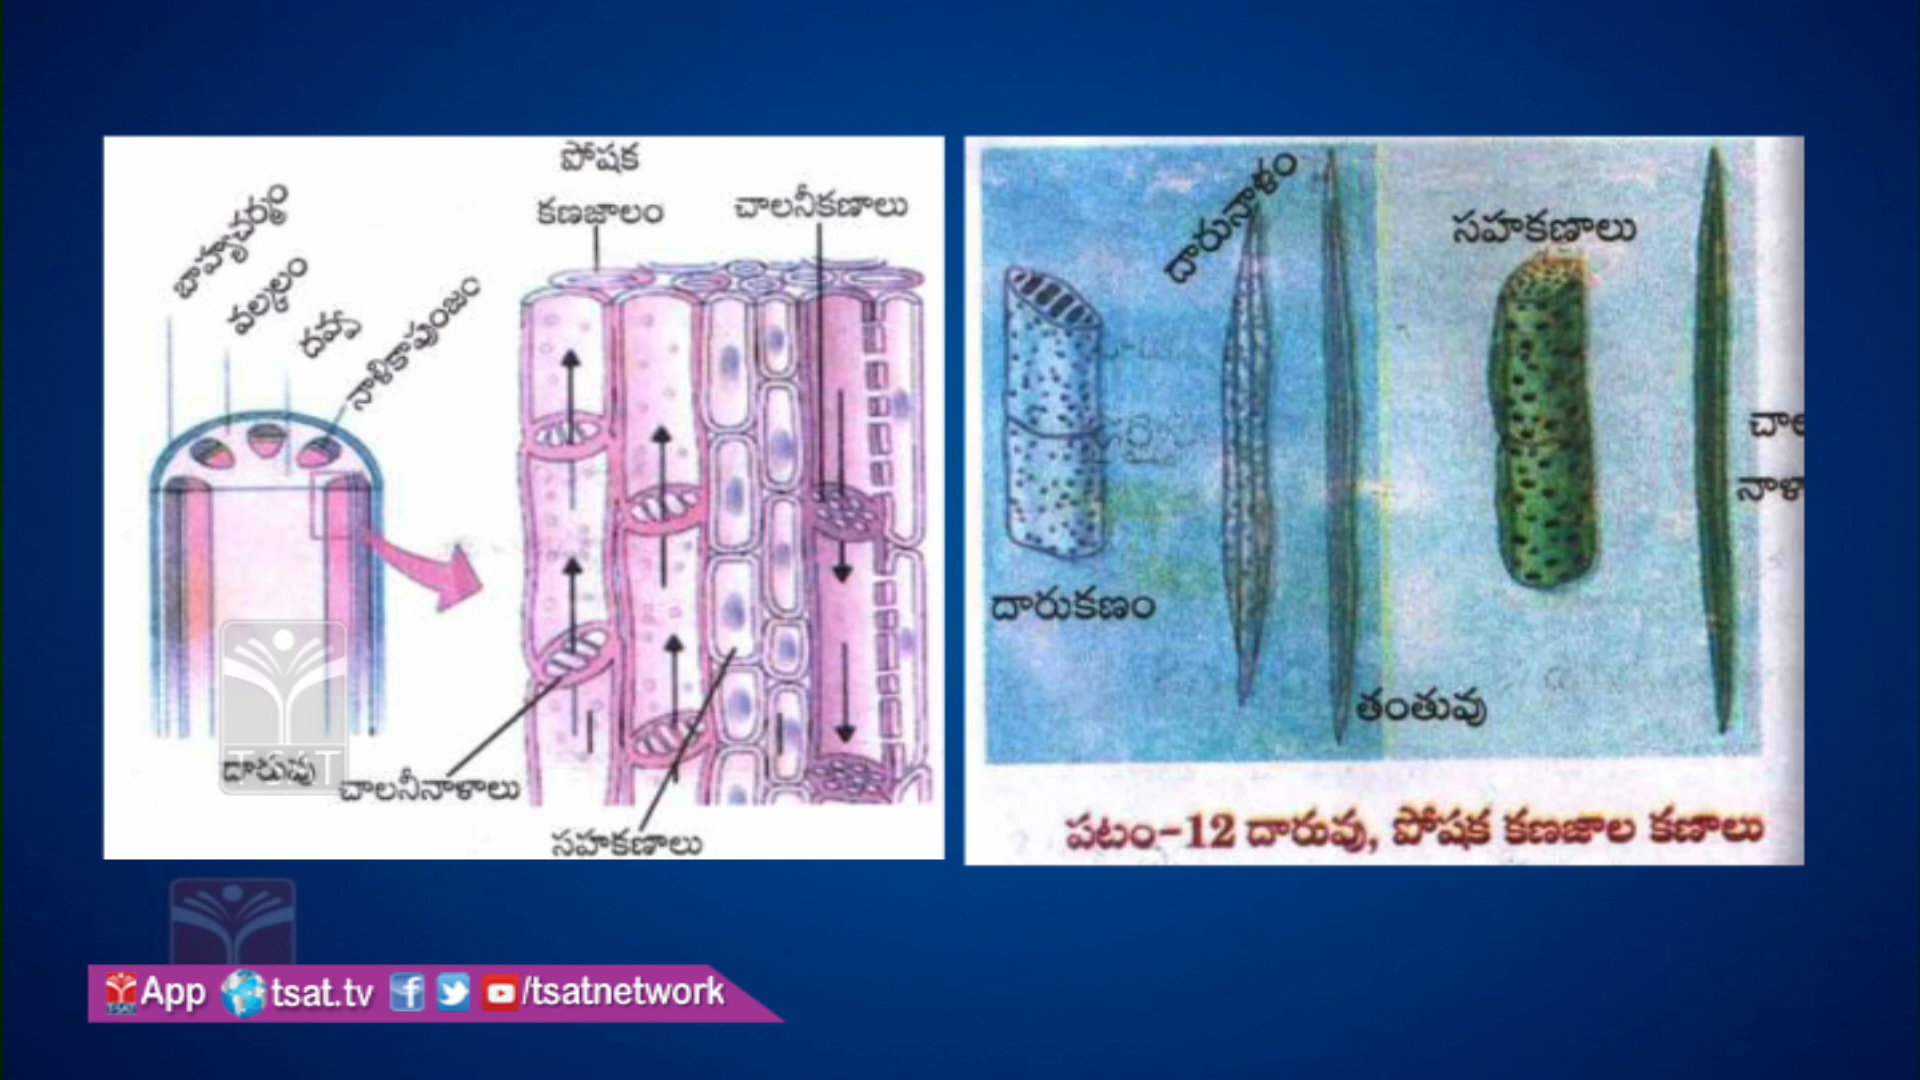 పోషక
కణజాలం
చాలనీకణాలు
బాహ్యచర్మం
వల్కలం
దవ్వా
నాళికాపుంజం
దారువు
చాలనీనాళాలు
సహకణాలు
దారునాళం
సహకణాలు
దారుకణం
తంతువు
పటం-12 దారువు, పోషక కణజాల కణాలు
TSAT
App tsat.tv /tsatnetwork